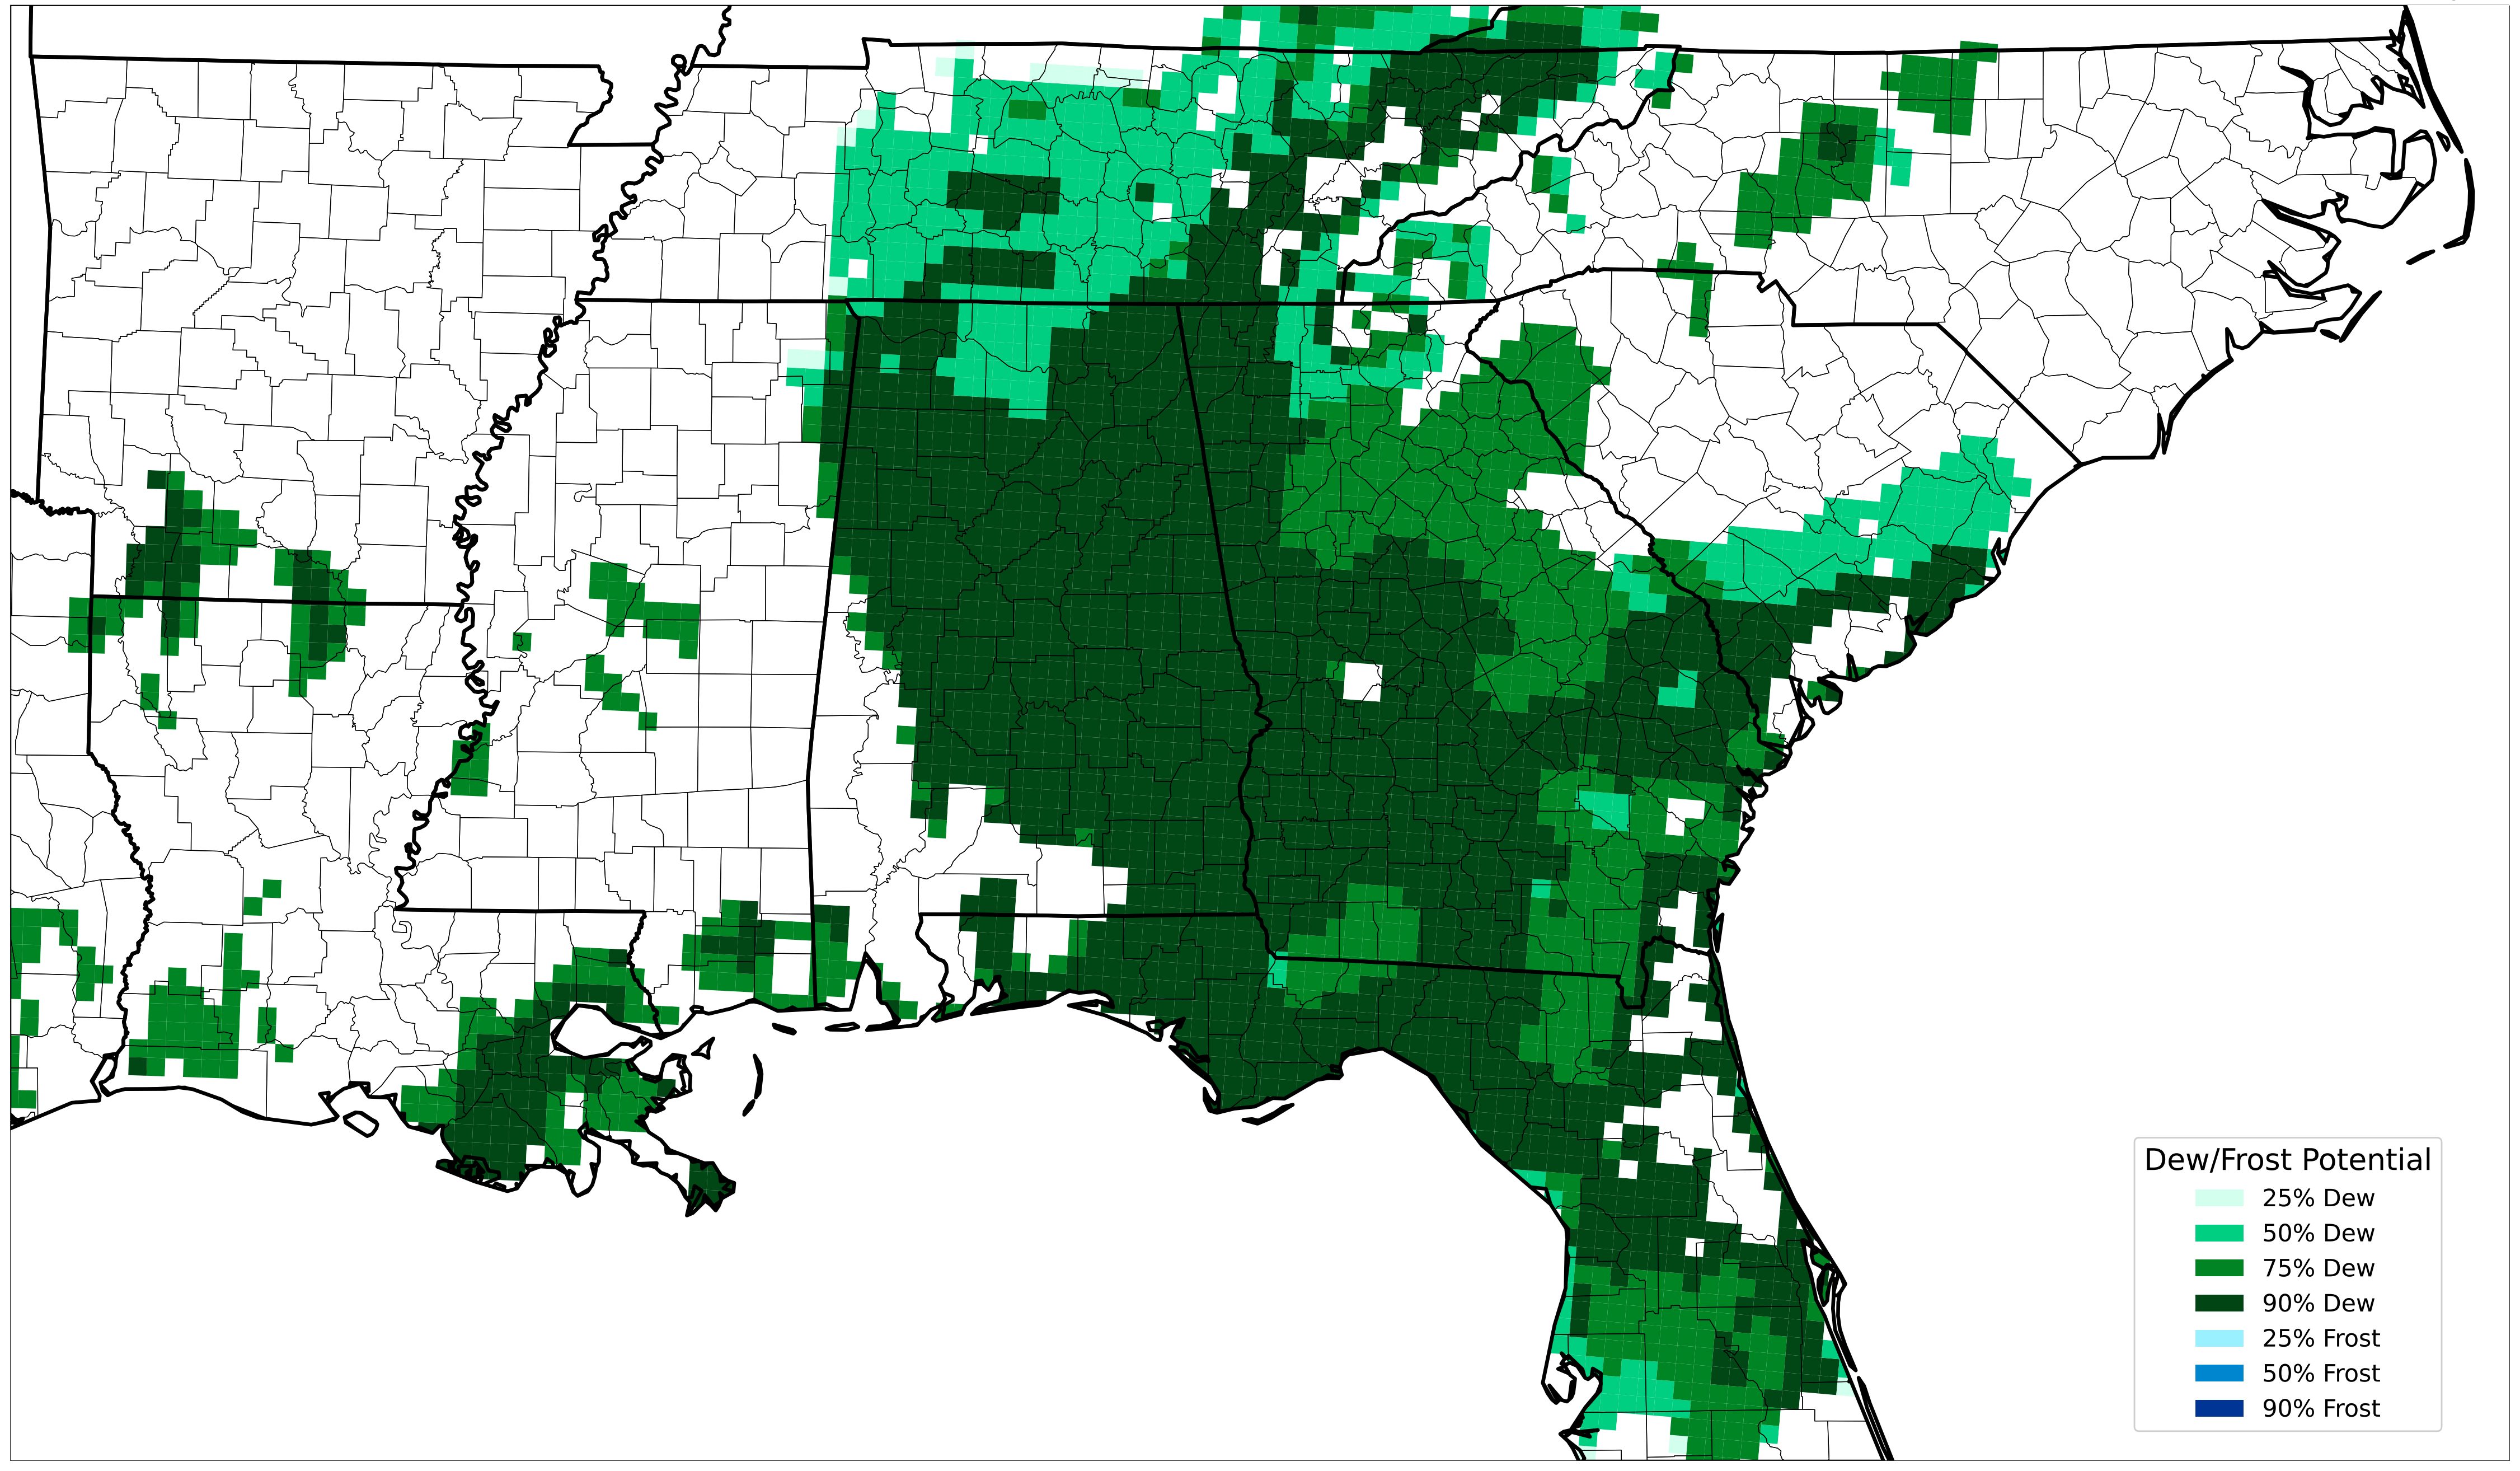 Dew/Frost Potential
25% Dew
50% Dew
75% Dew
90% Dew
25% Frost
50% Frost
90% Frost